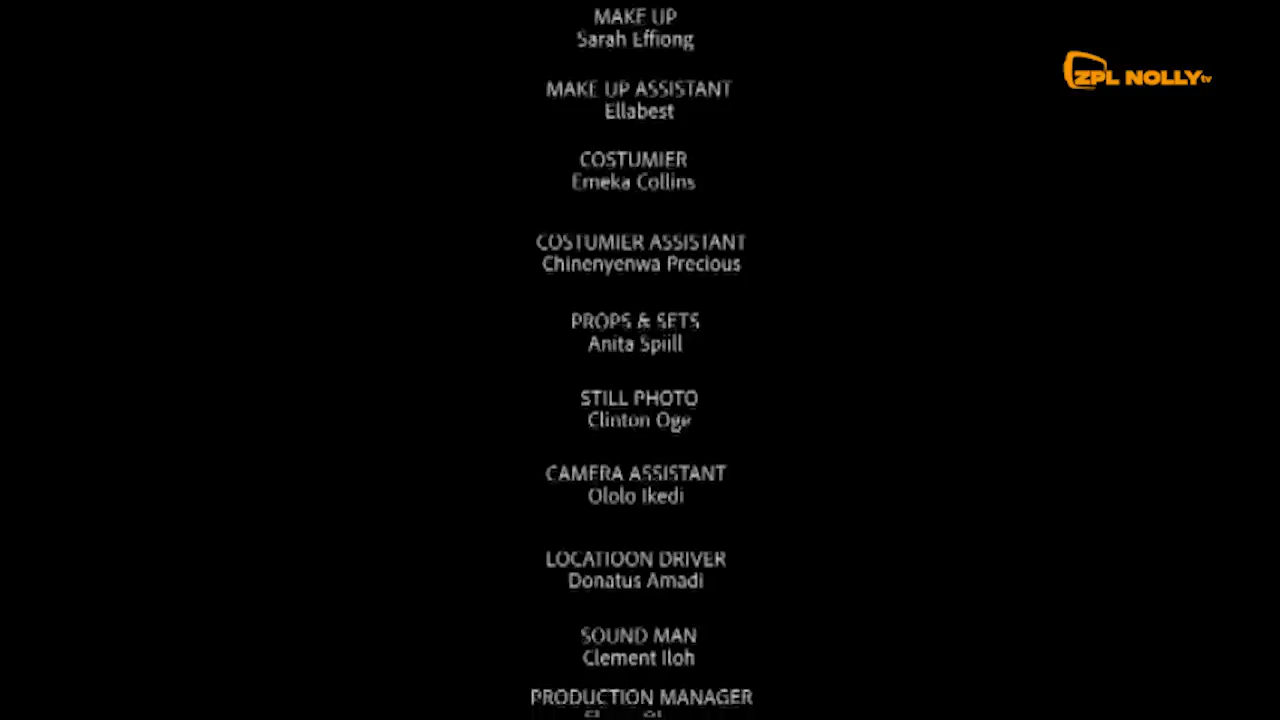 MAKE UP
Sarah Effiong
ZPL NOLLYtv
MAKE UP ASSISTANT
Ellabest
COSTUMIER
Emeka Collins
COSTUMIER ASSISTANT
Chinenyenwa Precious
PROPS & SETS
Anita Spiill
STILL PHOTO
Clinton Oge
CAMERA ASSISTANT
Ololo Ikedi
LOCATIOON DRIVER
Donatus Amadi
SOUND MAN
Clement Iloh
PRODUCTION MANAGER